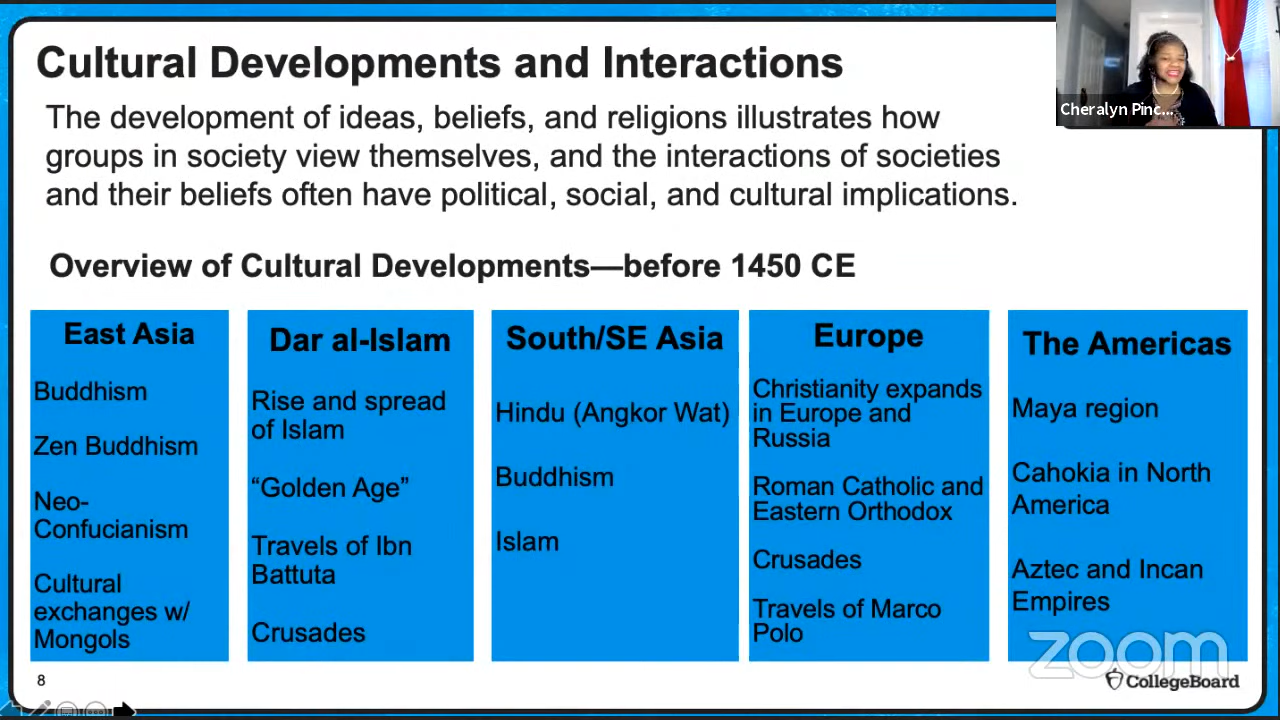 Cultural Developments and Interactions
Cheralyn Pinc...
The development of ideas, beliefs, and religions illustrates how
groups in society view themselves, and the interactions of societies
and their beliefs often have political, social, and cultural implications.
Overview of Cultural Developments—before 1450 CE
East Asia
Buddhism
Zen Buddhism
Neo-
Confucianism
Cultural
exchanges w/
Mongols
Dar al-Islam
Rise and spread
of Islam
“Golden Age”
Travels of Ibn
Battuta
Crusades
South/SE Asia
Hindu (Angkor Wat)
Buddhism
Islam
Europe
Christianity expands
in Europe and
Russia
Roman Catholic and
Eastern Orthodox
Crusades
Travels of Marco
Polo
The Americas
Maya region
Cahokia in North
America
Aztec and Incan
Empires
zoom
8
CollegeBoard